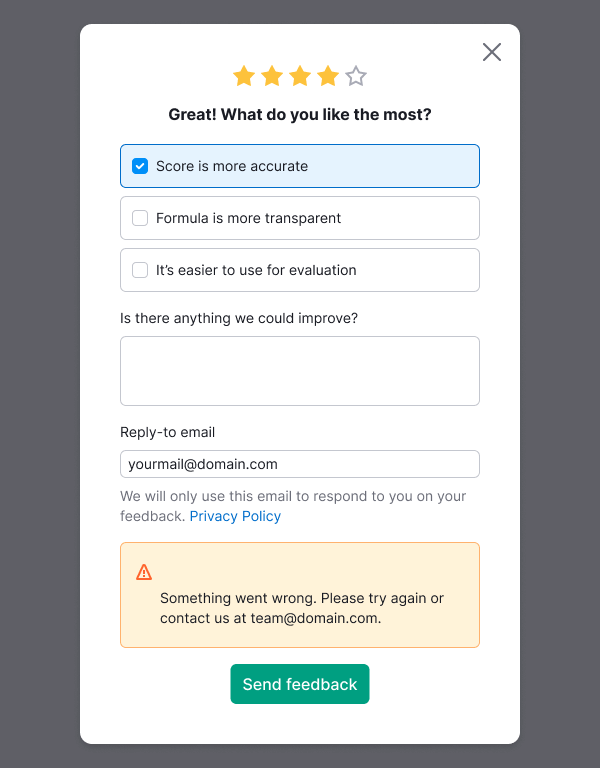 Great! What do you like the most?
Score is more accurate
Formula is more transparent
It's easier to use for evaluation
Is there anything we could improve?
Reply-to email
yourmail@domain.com
We will only use this email to respond to you on your
feedback. Privacy Policy
Something went wrong. Please try again or
contact us at team@domain.com.
Send feedback